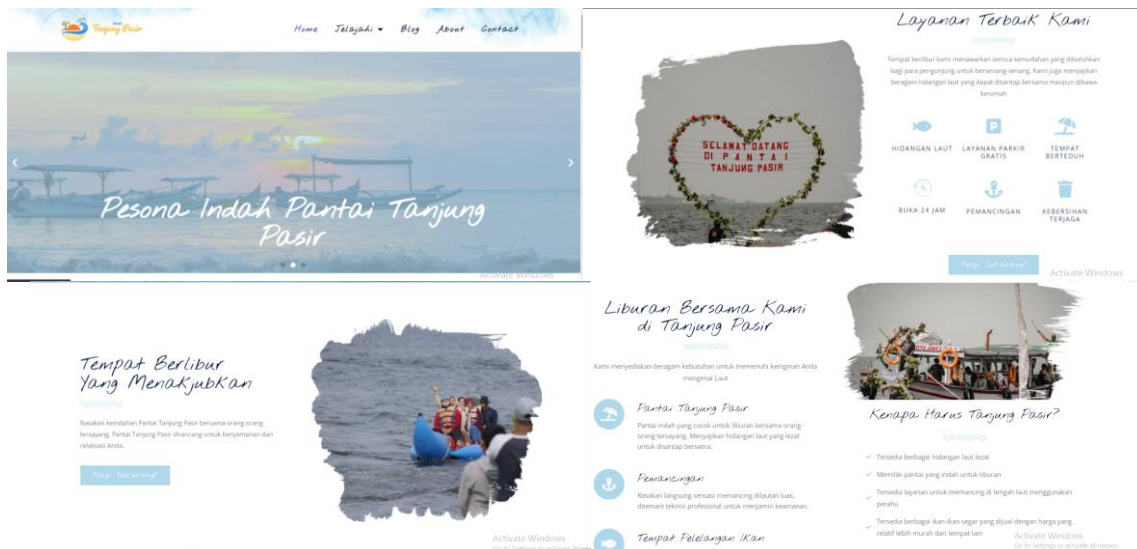 Tanjung Pasir
Home Jelajahi Blog About Contact
Pesona Indah Pantai Tanjung
Pasir
Activate Windows
Layanan Terbaik Kami
Tempat berlibur kami menawarkan semua kemudahan yang dibutuhkan
bagi para pengunjung untuk bersenang-senang. Kami juga menyajikan
beragam hidangan laut yang dapat disantap bersama maupun dibawa
kerumah
SELAMAT DATANG
DI PANTAI
TANJUNG PASIR
HIDANGAN LAUT
LAYANAN PARKIR
GRATIS
TEMPAT
BERTEDUH
BUKA 24 JAM
PEMANCINGAN
KEBERSIHAN
TERJAGA
Pergi Sekarang!
Activate Windows
Tempat Berlibur
Yang Menakjubkan
Rasakan keindahan Pantai Tanjung Pasir bersama orang-orang
tersayang. Pantai Tanjung Pasir dirancang untuk kenyamanan dan
relaksasi Anda.
Pergi Sekarang!
Activate Windows
Liburan Bersama Kami
di Tanjung Pasir
Kami menyediakan beragam kebutuhan untuk memenuhi keinginan Anda
mengenai Laut
Pantai Tanjung Pasir
Pantai indah yang cocok untuk liburan bersama orang-
orang tersayang. Menyajikan hidangan laut yang lezat
untuk disantap bersama.
Pemancingan
Rasakan langsung sensasi memancing dilautan luas,
ditemani teknisi profesional untuk menjamin keamanan.
Tempat Pelelangan Ikan
Kenapa Harus Tanjung Pasir?
Tersedia berbagai hidangan laut lezat
Memiliki pantai yang indah untuk liburan
Tersedia layanan untuk memancing di tengah laut menggunakan
perahu
Tersedia berbagai ikan-ikan segar yang dijual dengan harga yang
relatif lebih murah dari tempat lain
Activate Windows
Go to Settings to activate Windows.